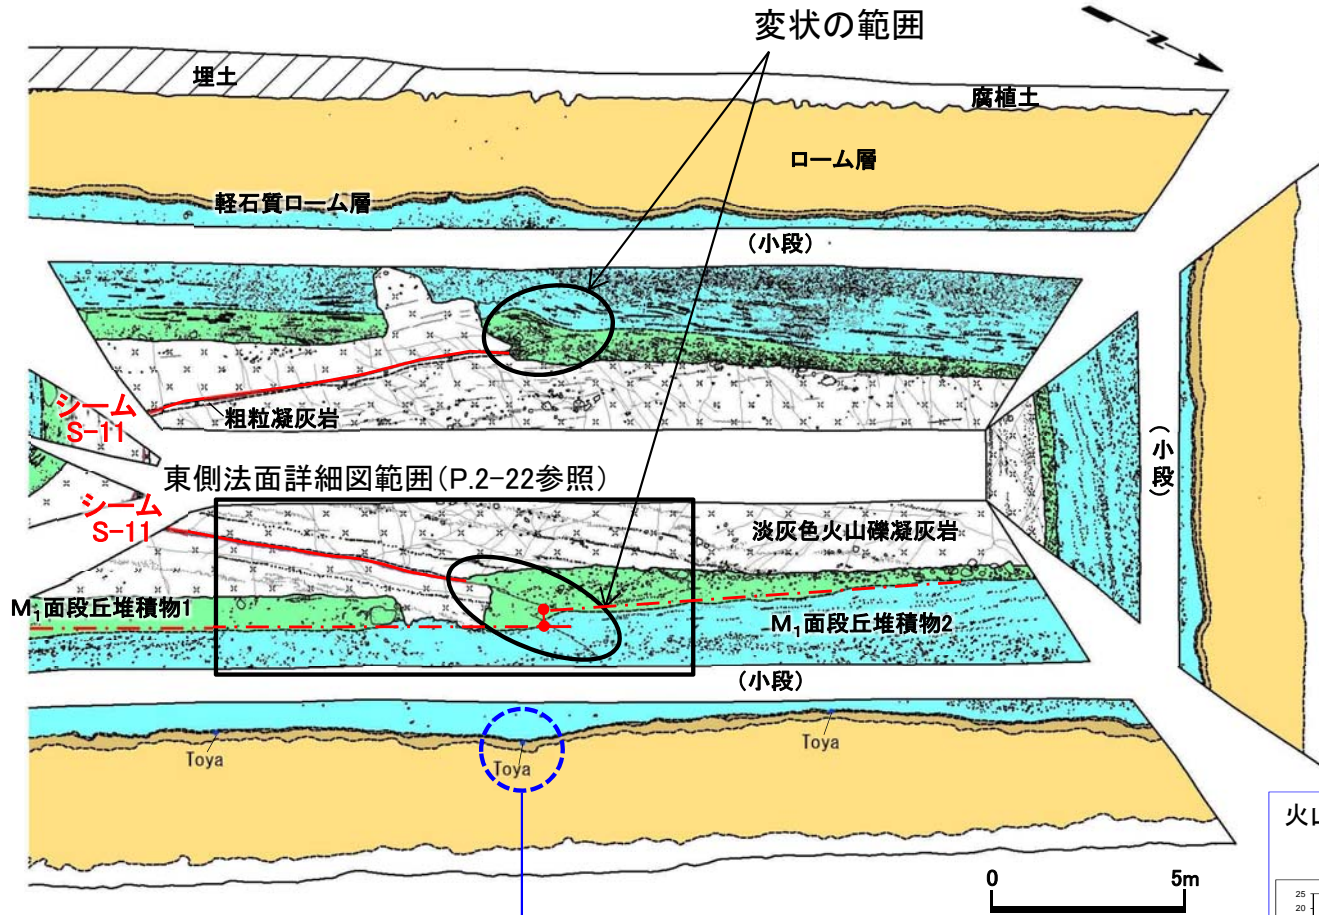 変状の範囲
N
埋土
腐植土
ローム層
軽石質ローム層
(小段)
シーム
S-11
粗粒凝灰岩
(小段)
東側法面詳細図範囲(P.2-22参照)
シーム
S-11
淡灰色火山礫凝灰岩
M₁面段丘堆積物1
M₁面段丘堆積物2
(小段)
Toya
Toya
Toya
火山
0 5m
25
20